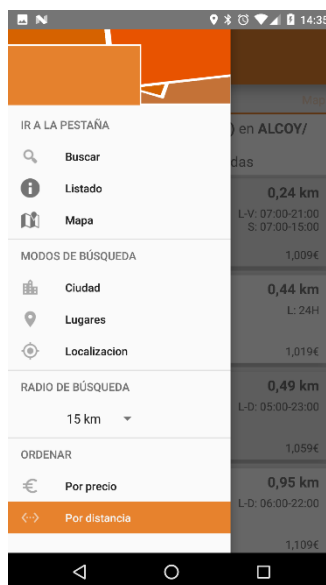 14:35
IR A LA PESTAÑA
Buscar
Listado
Mapa
MODOS DE BÚSQUEDA
Ciudad
Lugares
Localizacion
RADIO DE BÚSQUEDA
15 km
ORDENAR
Por precio
Por distancia
) en ALCOY/
das
0,24 km
L-V: 07:00-21:00
S: 07:00-15:00
1,009€
0,44 km
L: 24H
1,019€
0,49 km
L-D: 05:00-23:00
1,059€
0,95 km
L-D: 06:00-22:00
1,109€